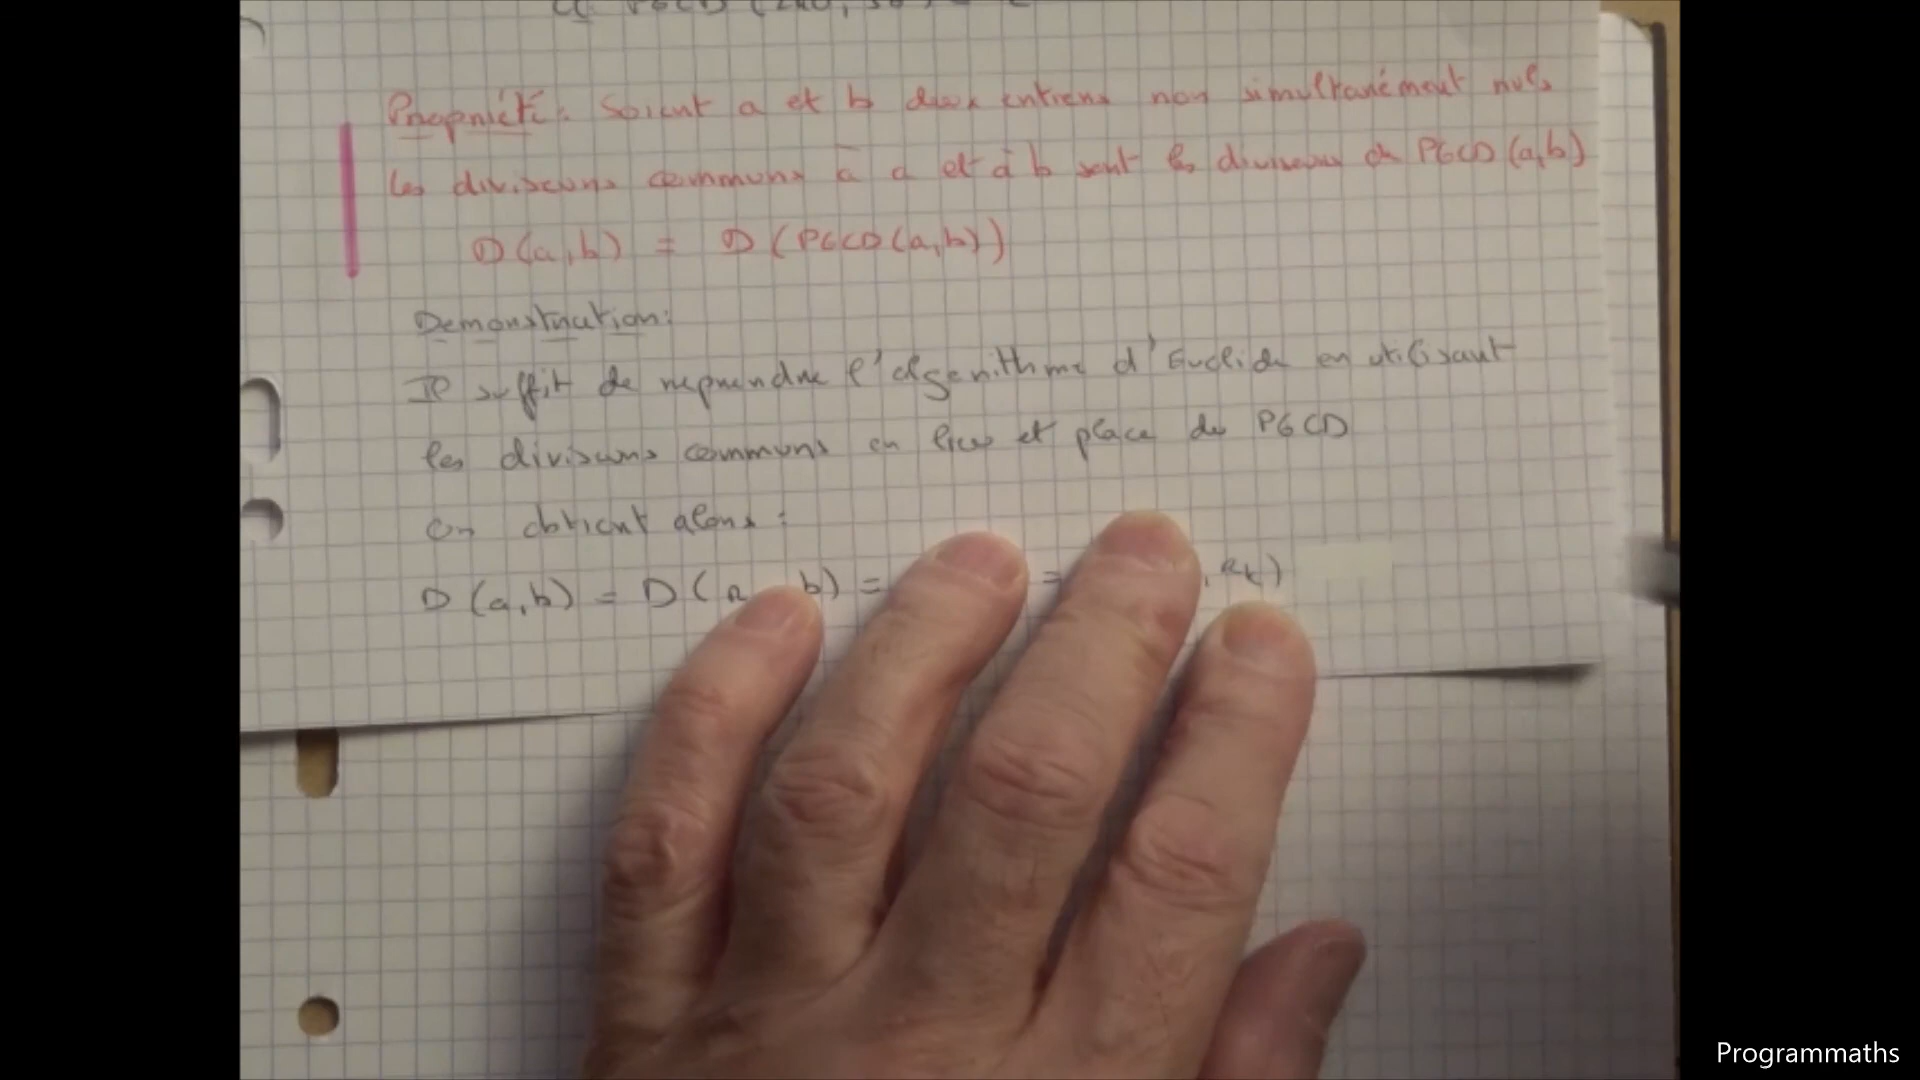 Propriété: Soient a et b deux entiers non simultanément nuls
Les diviseurs communs à a et à b sont les diviseurs du PGCD(a,b)
D(a,b) = D(PGCD(a,b))
Demonstration:
Il suffit de reprendre l'algorithme d'Euclide en utilisant
les diviseurs communs en lieu et place du PGCD
on obtient alors:
D(a,b) = D(r b) = =
Programmaths